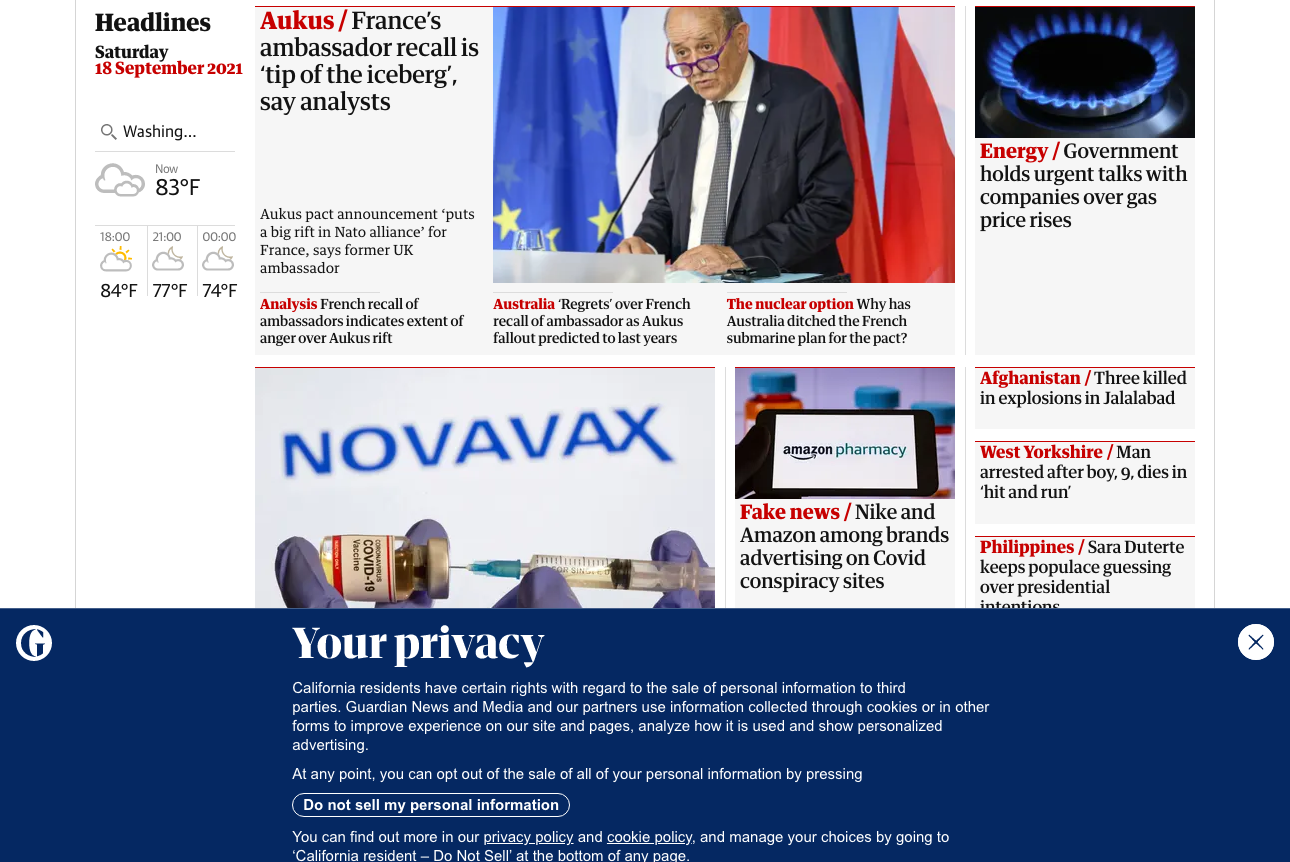 Headlines
Saturday
18 September 2021
Washing...
Now
83°F
18:00 21:00 00:00
84°F 77°F 74°F
Aukus / France’s
ambassador recall is
‘tip of the iceberg’,
say analysts
Aukus pact announcement ‘puts
a big rift in Nato alliance’ for
France, says former UK
ambassador
Analysis French recall of
ambassadors indicates extent of
anger over Aukus rift
Australia ‘Regrets’ over French
recall of ambassador as Aukus
fallout predicted to last years
The nuclear option Why has
Australia ditched the French
submarine plan for the pact?
Energy / Government
holds urgent talks with
companies over gas
price rises
NOVAVAX
CORONAVIRUS
COVID-19
Vaccine
amazon pharmacy
Fake news / Nike and
Amazon among brands
advertising on Covid
conspiracy sites
Afghanistan / Three killed
in explosions in Jalalabad
West Yorkshire / Man
arrested after boy, 9, dies in
‘hit and run’
Philippines / Sara Duterte
keeps populace guessing
over presidential
intentions
Your privacy
California residents have certain rights with regard to the sale of personal information to third
parties. Guardian News and Media and our partners use information collected through cookies or in other
forms to improve experience on our site and pages, analyze how it is used and show personalized
advertising.
At any point, you can opt out of the sale of all of your personal information by pressing
Do not sell my personal information
You can find out more in our privacy policy and cookie policy, and manage your choices by going to
‘California resident – Do Not Sell’ at the bottom of any page.